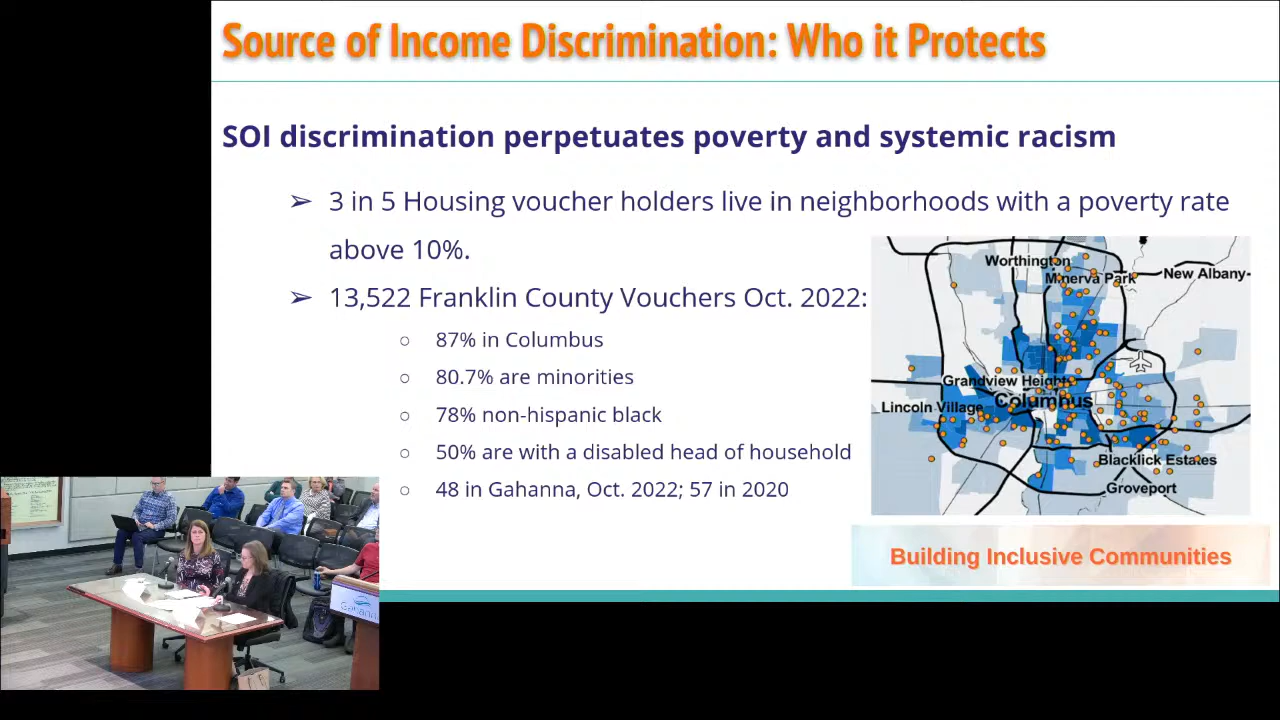 Source of Income Discrimination: Who it Protects
SOI discrimination perpetuates poverty and systemic racism
➢ 3 in 5 Housing voucher holders live in neighborhoods with a poverty rate
above 10%.
➢ 13,522 Franklin County Vouchers Oct. 2022:
○ 87% in Columbus
○ 80.7% are minorities
○ 78% non-hispanic black
○ 50% are with a disabled head of household
○ 48 in Gahanna, Oct. 2022; 57 in 2020
Worthington
Minerva Park
New Albany
Grandview Heights
Lincoln Village
Columbus
Blacklick Estates
Groveport
Building Inclusive Communities
Gahanna